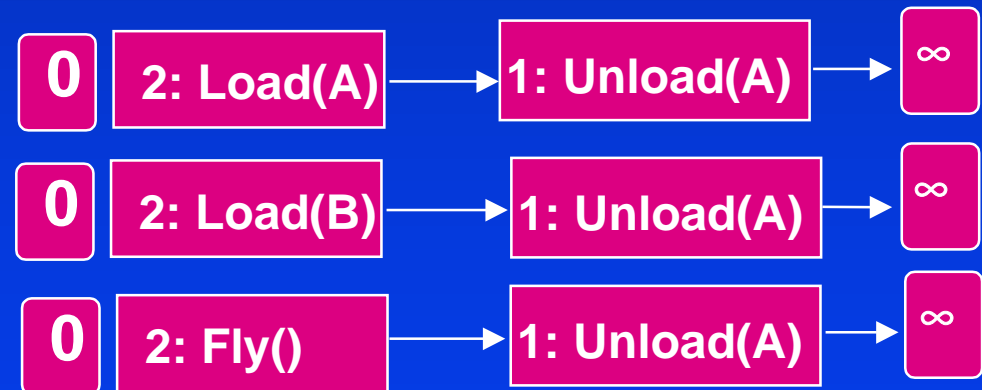 0 2: Load(A) 1: Unload(A) ∞
0 2: Load(B) 1: Unload(A) ∞
0 2: Fly() 1: Unload(A) ∞